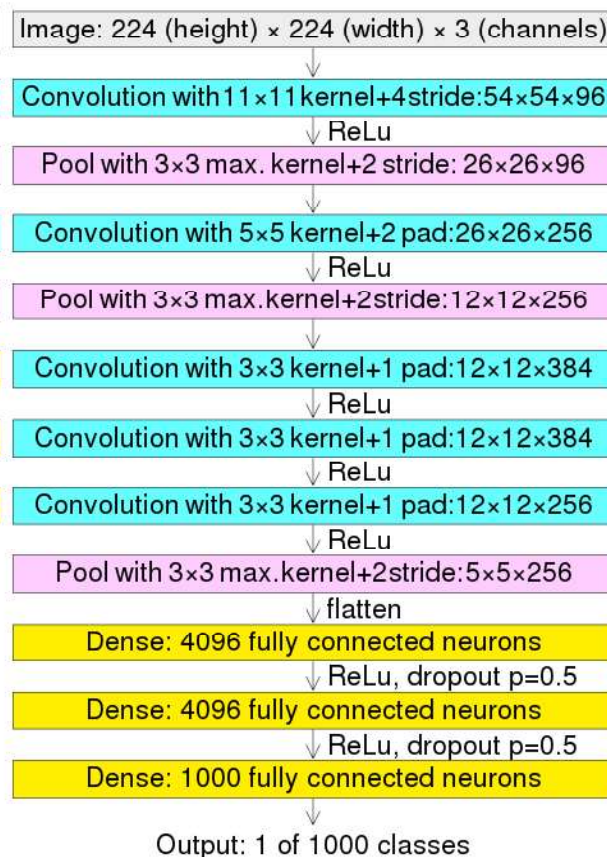 Image: 224 (height) × 224 (width) × 3 (channels)
Convolution with 11×11 kernel+4 stride:54×54×96
ReLu
Pool with 3×3 max. kernel+2 stride: 26×26×96
Convolution with 5×5 kernel+2 pad:26×26×256
ReLu
Pool with 3×3 max.kernel+2stride:12×12×256
Convolution with 3×3 kernel+1 pad:12×12×384
ReLu
Convolution with 3×3 kernel+1 pad:12×12×384
ReLu
Convolution with 3×3 kernel+1 pad:12×12×256
ReLu
Pool with 3×3 max.kernel+2stride:5×5×256
flatten
Dense: 4096 fully connected neurons
ReLu, dropout p=0.5
Dense: 4096 fully connected neurons
ReLu, dropout p=0.5
Dense: 1000 fully connected neurons
Output: 1 of 1000 classes